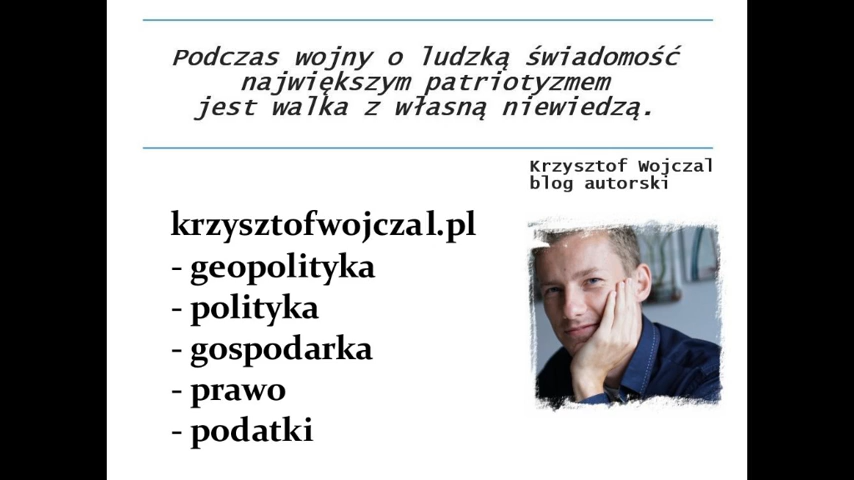 Podczas wojny o ludzką świadomość
największym patriotyzmem
jest walka z własną niewiedzą.
Krzysztof Wojczal
blog autorski
krzysztofwojczal.pl
- geopolityka
- polityka
- gospodarka
- prawo
- podatki